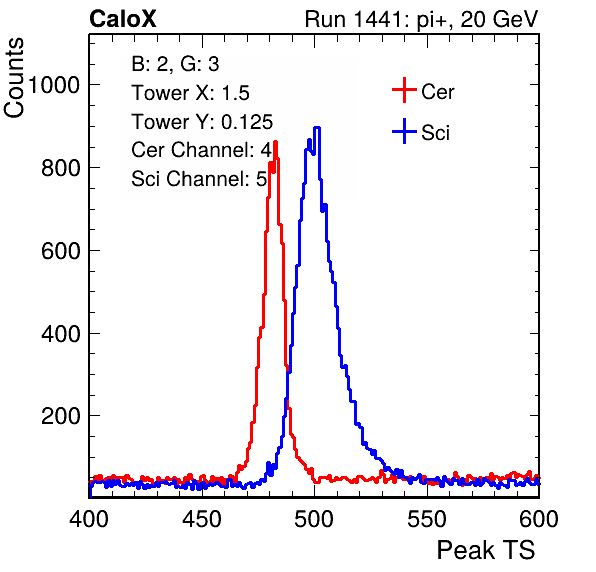 CaloX Run 1441: pi+, 20 GeV
Counts
B: 2, G: 3
Tower X: 1.5
Tower Y: 0.125
Cer Channel: 4
Sci Channel: 5
Cer
Sci
1000
800
600
400
200
400 450 500 550 600
Peak TS